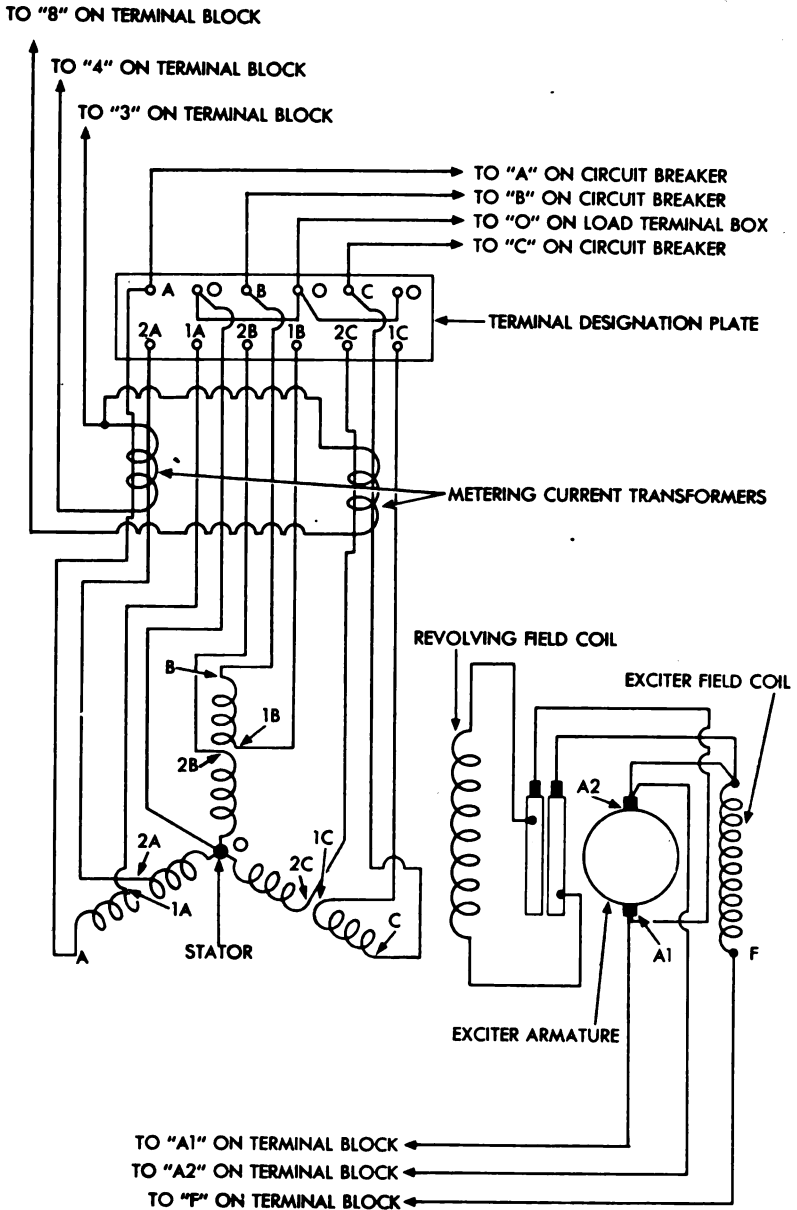 TO "8" ON TERMINAL BLOCK
TO "4" ON TERMINAL BLOCK
TO "3" ON TERMINAL BLOCK
TO "A" ON CIRCUIT BREAKER
TO "B" ON CIRCUIT BREAKER
TO "O" ON LOAD TERMINAL BOX
TO "C" ON CIRCUIT BREAKER
A O B O C O
2A 1A 2B 1B 2C 1C
TERMINAL DESIGNATION PLATE
METERING CURRENT TRANSFORMERS
REVOLVING FIELD COIL
EXCITER FIELD COIL
B
1B
2B
A2
2A
O
1C
2C
1A
C
A
STATOR
A1
F
EXCITER ARMATURE
TO "A1" ON TERMINAL BLOCK
TO "A2" ON TERMINAL BLOCK
TO "F" ON TERMINAL BLOCK